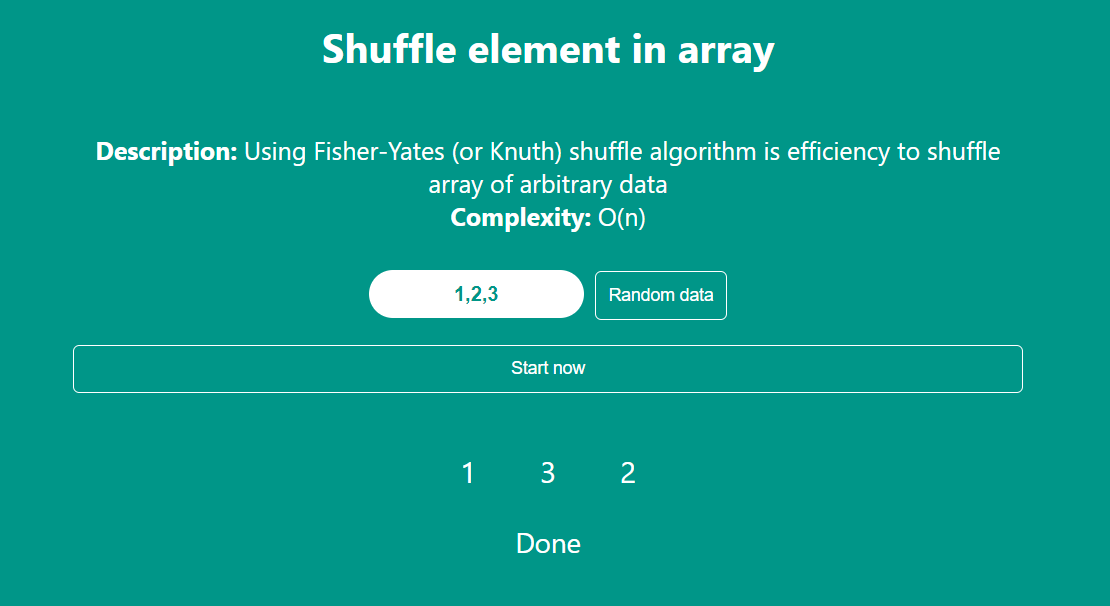 Shuffle element in array
Description: Using Fisher-Yates (or Knuth) shuffle algorithm is efficiency to shuffle
array of arbitrary data
Complexity: O(n)
1,2,3 Random data
Start now
1 3 2
Done